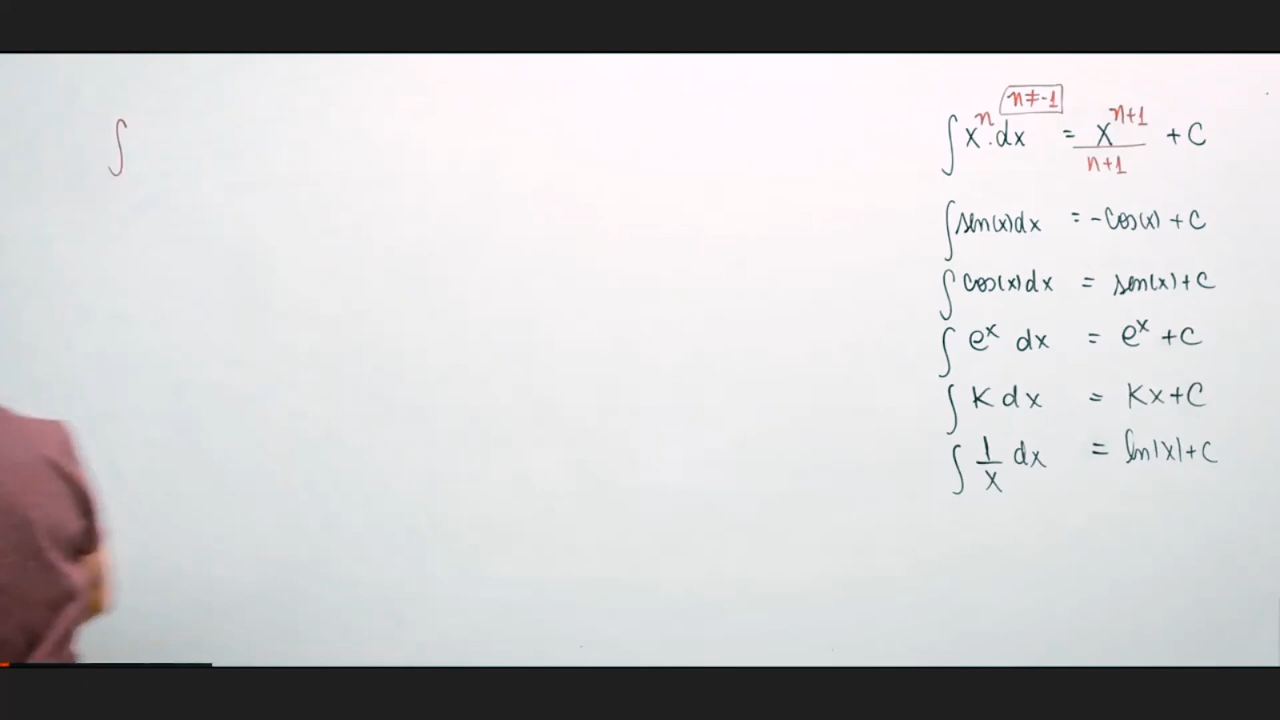 ∫
n≠-1
∫ xⁿ.dx = xⁿ⁺¹/n+1 + C
∫ sen(x)dx = -cos(x) + C
∫ cos(x)dx = sen(x)+C
∫ eˣ dx = eˣ +C
∫ K dx = Kx+C
∫ 1/x dx = ln|x|+C